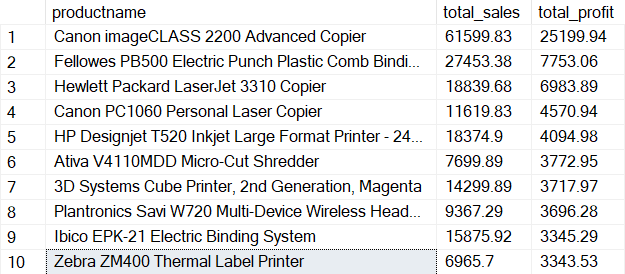 productname total_sales total_profit
1 Canon imageCLASS 2200 Advanced Copier 61599.83 25199.94
2 Fellowes PB500 Electric Punch Plastic Comb Bindi... 27453.38 7753.06
3 Hewlett Packard LaserJet 3310 Copier 18839.68 6983.89
4 Canon PC1060 Personal Laser Copier 11619.83 4570.94
5 HP Designjet T520 Inkjet Large Format Printer - 24... 18374.9 4094.98
6 Ativa V4110MDD Micro-Cut Shredder 7699.89 3772.95
7 3D Systems Cube Printer, 2nd Generation, Magenta 14299.89 3717.97
8 Plantronics Savi W720 Multi-Device Wireless Head... 9367.29 3696.28
9 Ibico EPK-21 Electric Binding System 15875.92 3345.29
10 Zebra ZM400 Thermal Label Printer 6965.7 3343.53